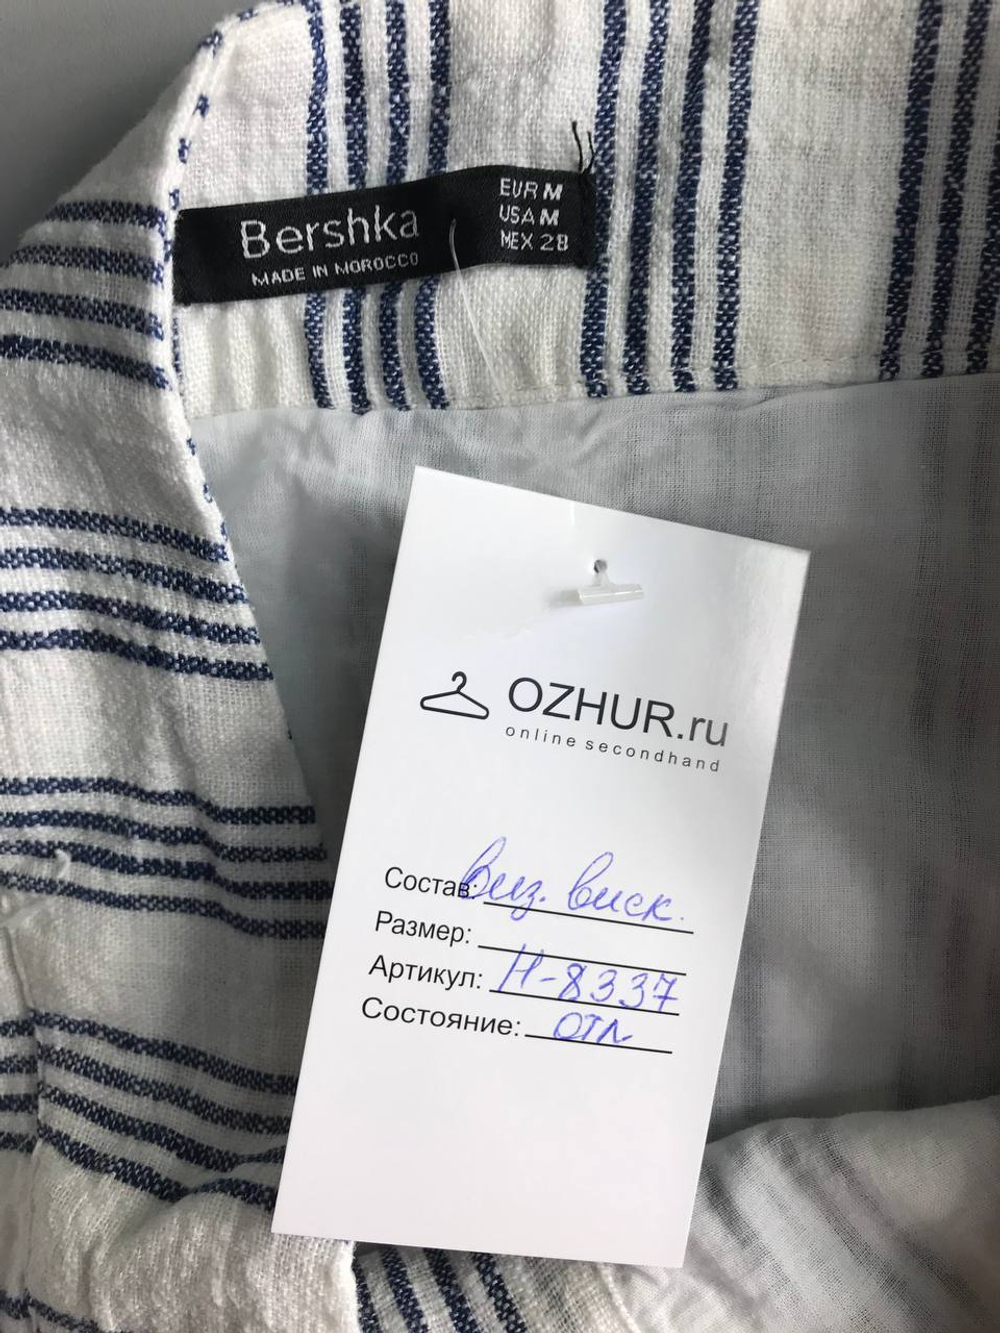 Bershka
MADE IN MOROCCO
EUR M
USA M
MEX 28
OZHUR.ru
online secondhand
Состав: Виз. виск.
Размер:
Артикул: Н-8337
Состояние: отл